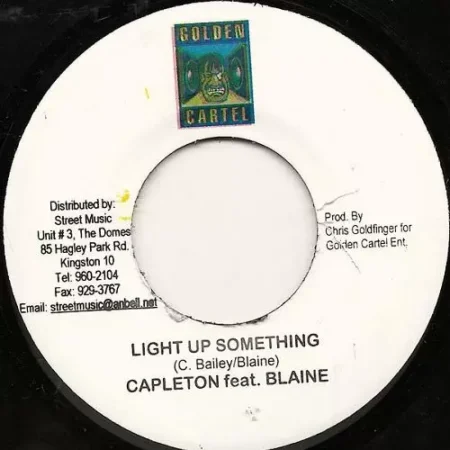 GOLDEN
CARTEL
Distributed by:
Street Music
Unit # 3, The Domes
85 Hagley Park Rd.
Kingston 10
Tel: 960-2104
Fax: 929-3767
Email: streetmusic@anbell.net
Prod. By
Chris Goldfinger for
Golden Cartel Ent.
LIGHT UP SOMETHING
(C. Bailey/Blaine)
CAPLETON feat. BLAINE